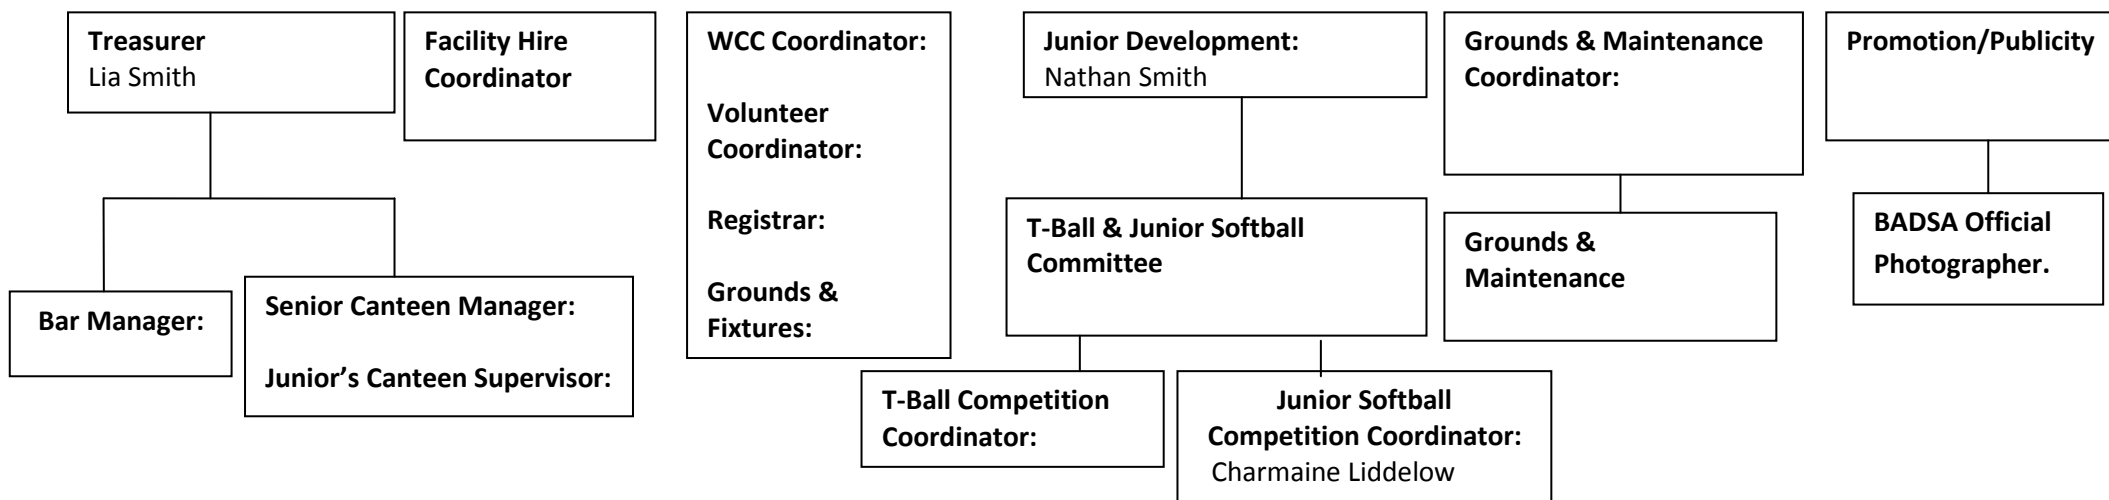 Treasurer
Lia Smith
Facility Hire
Coordinator
WCC Coordinator:
Volunteer
Coordinator:
Registrar:
Grounds &
Fixtures:
Junior Development:
Nathan Smith
Grounds & Maintenance
Coordinator:
Promotion/Publicity
Bar Manager:
Senior Canteen Manager:
Junior’s Canteen Supervisor:
T-Ball & Junior Softball
Committee
Grounds &
Maintenance
BADSA Official
Photographer.
T-Ball Competition
Coordinator:
Junior Softball
Competition Coordinator:
Charmaine Liddelow